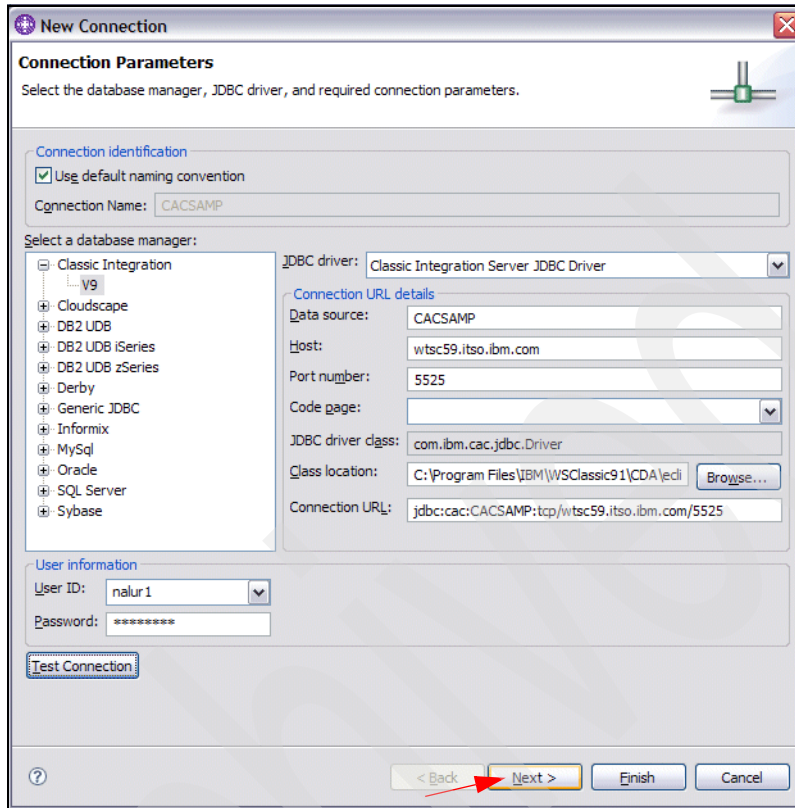 New Connection
Connection Parameters
Select the database manager, JDBC driver, and required connection parameters.
Connection identification
Use default naming convention
Connection Name: CACSAMP
Select a database manager:
Classic Integration
V9
Cloudscape
DB2 UDB
DB2 UDB iSeries
DB2 UDB zSeries
Derby
Generic JDBC
Informix
MySql
Oracle
SQL Server
Sybase
JDBC driver: Classic Integration Server JDBC Driver
Connection URL details
Data source: CACSAMP
Host: wtsc59.itso.ibm.com
Port number: 5525
Code page:
JDBC driver class: com.ibm.cac.jdbc.Driver
Class location: C:\Program Files\IBM\WSClassic91\CDA\ecli Browse...
Connection URL: jdbc:cac:CACSAMP:tcp/wtsc59.itso.ibm.com/5525
User information
User ID: nalur1
Password: ********
Test Connection
? < Back Next > Finish Cancel